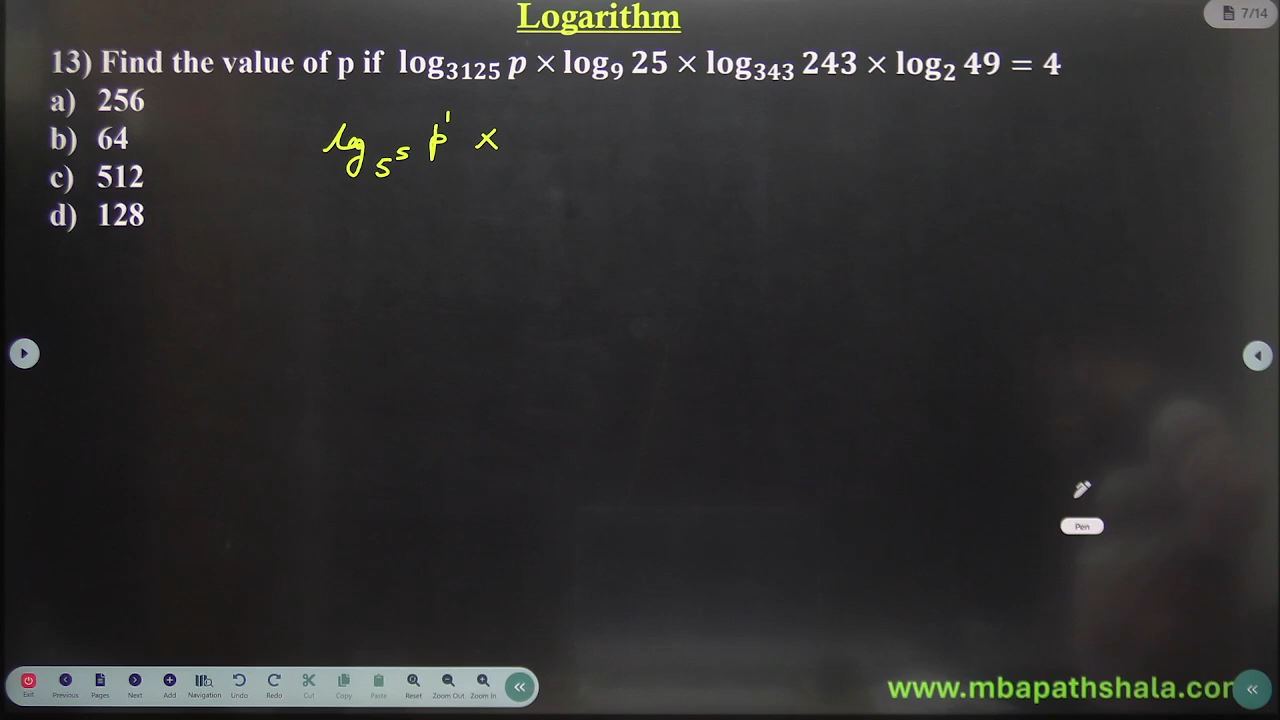 Logarithm
7/14
13) Find the value of p if log₃₁₂₅ p × log₉ 25 × log₃₄₃ 243 × log₂ 49 = 4
a) 256
b) 64
c) 512
d) 128
log₅⁵ p¹ ×
Pen
Exit Previous Pages Next Add Navigation Undo Redo Cut Copy Paste Reset Zoom Out Zoom In
www.mbapathshala.com